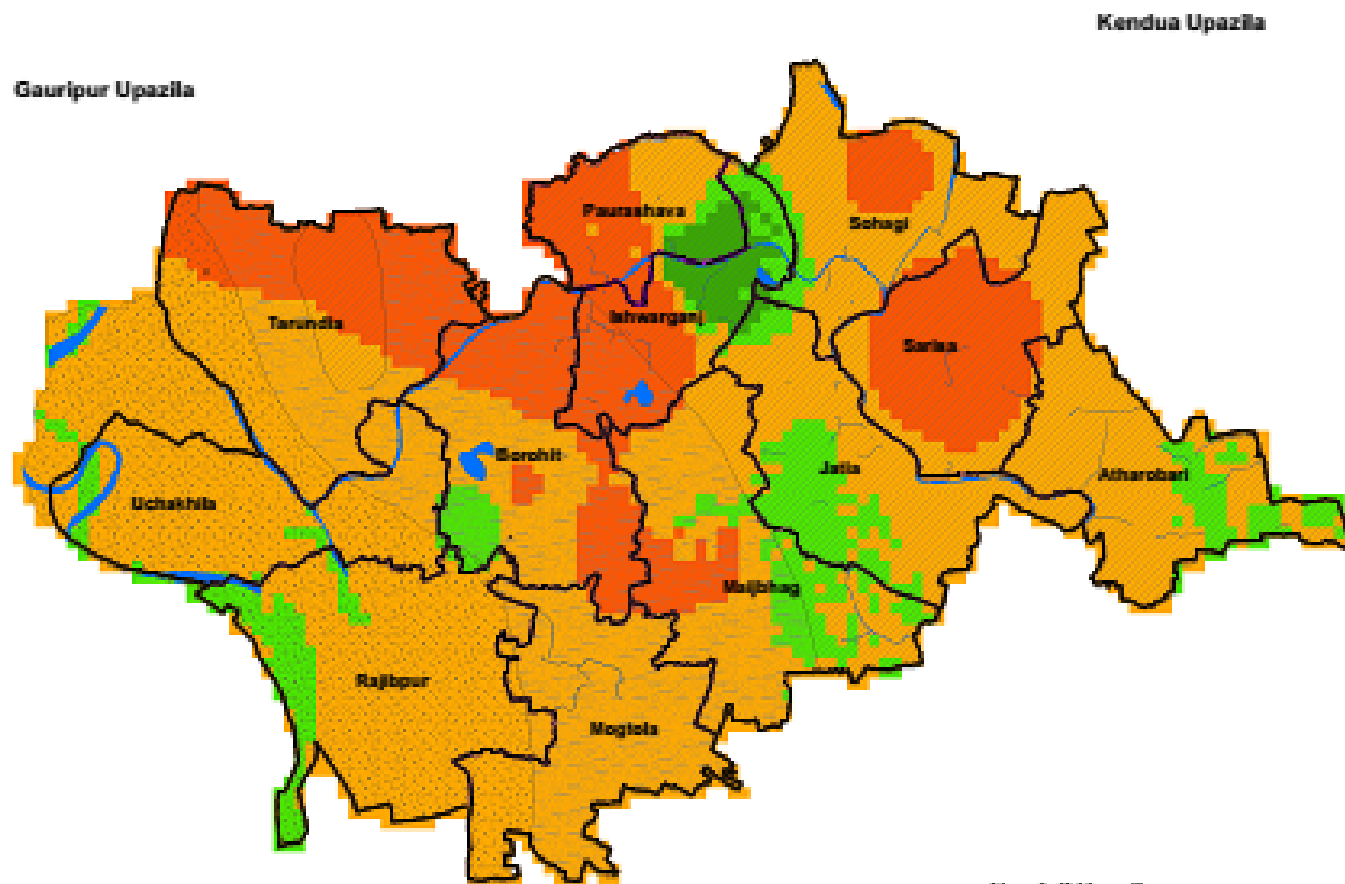 Kendua Upazila
Gauripur Upazila
Paurashava
Sohagi
Tarundia
Ishwarganj
Sarisa
Borohit
Jatia
Atharobari
Uchakhila
Maijbhag
Rajibpur
Mogtola